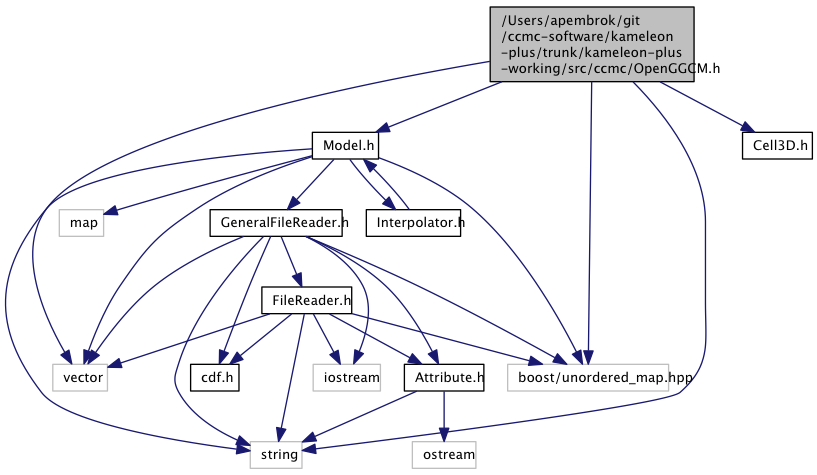 /Users/apembrok/git
/ccmc-software/kameleon
-plus/trunk/kameleon-plus
-working/src/ccmc/OpenGGCM.h
Model.h
Cell3D.h
map
GeneralFileReader.h
Interpolator.h
FileReader.h
vector
cdf.h
iostream
Attribute.h
boost/unordered_map.hpp
string
ostream